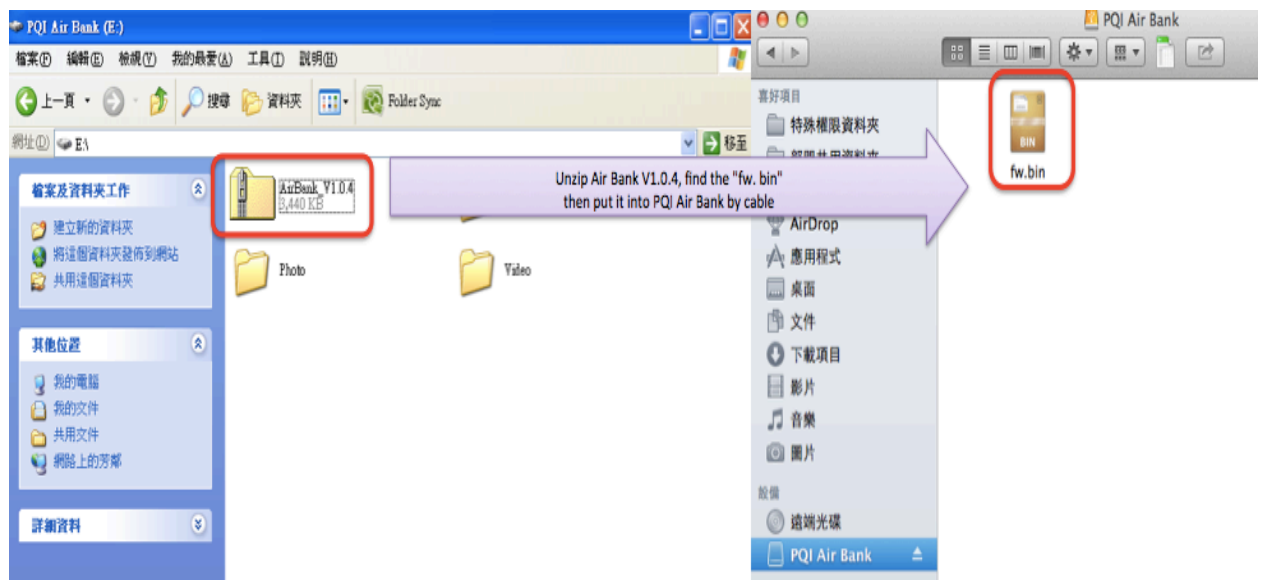 PQI Air Bank (E:)
檔案(F) 編輯(E) 檢視(V) 我的最愛(A) 工具(T) 說明(H)
上一頁 搜尋 資料夾 Folder Sync
網址(D) E:\ 移至
檔案及資料夾工作
建立新的資料夾
將這個資料夾發佈到網站
共用這個資料夾
其他位置
我的電腦
我的文件
共用文件
網路上的芳鄰
詳細資料
AirBank_V1.0.4
3,440 KB
Photo
Video
Unzip Air Bank V1.0.4, find the "fw. bin"
then put it into PQI Air Bank by cable
PQI Air Bank
喜好項目
特殊權限資料夾
AirDrop
應用程式
桌面
文件
下載項目
影片
音樂
圖片
設備
遠端光碟
PQI Air Bank
BIN
fw.bin